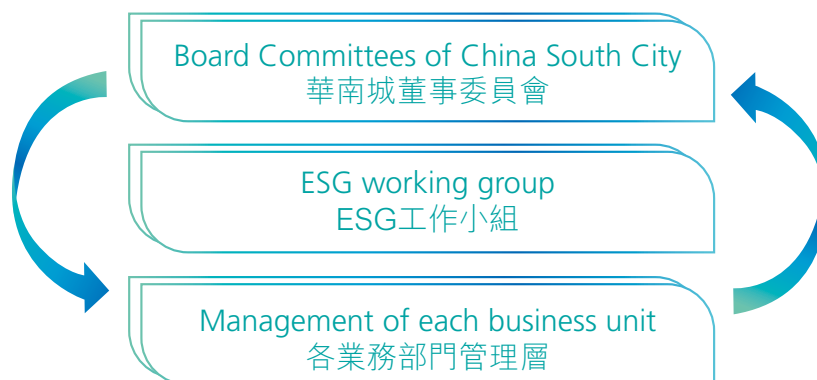 Board Committees of China South City
華南城董事委員會
ESG working group
ESG工作小組
Management of each business unit
各業務部門管理層